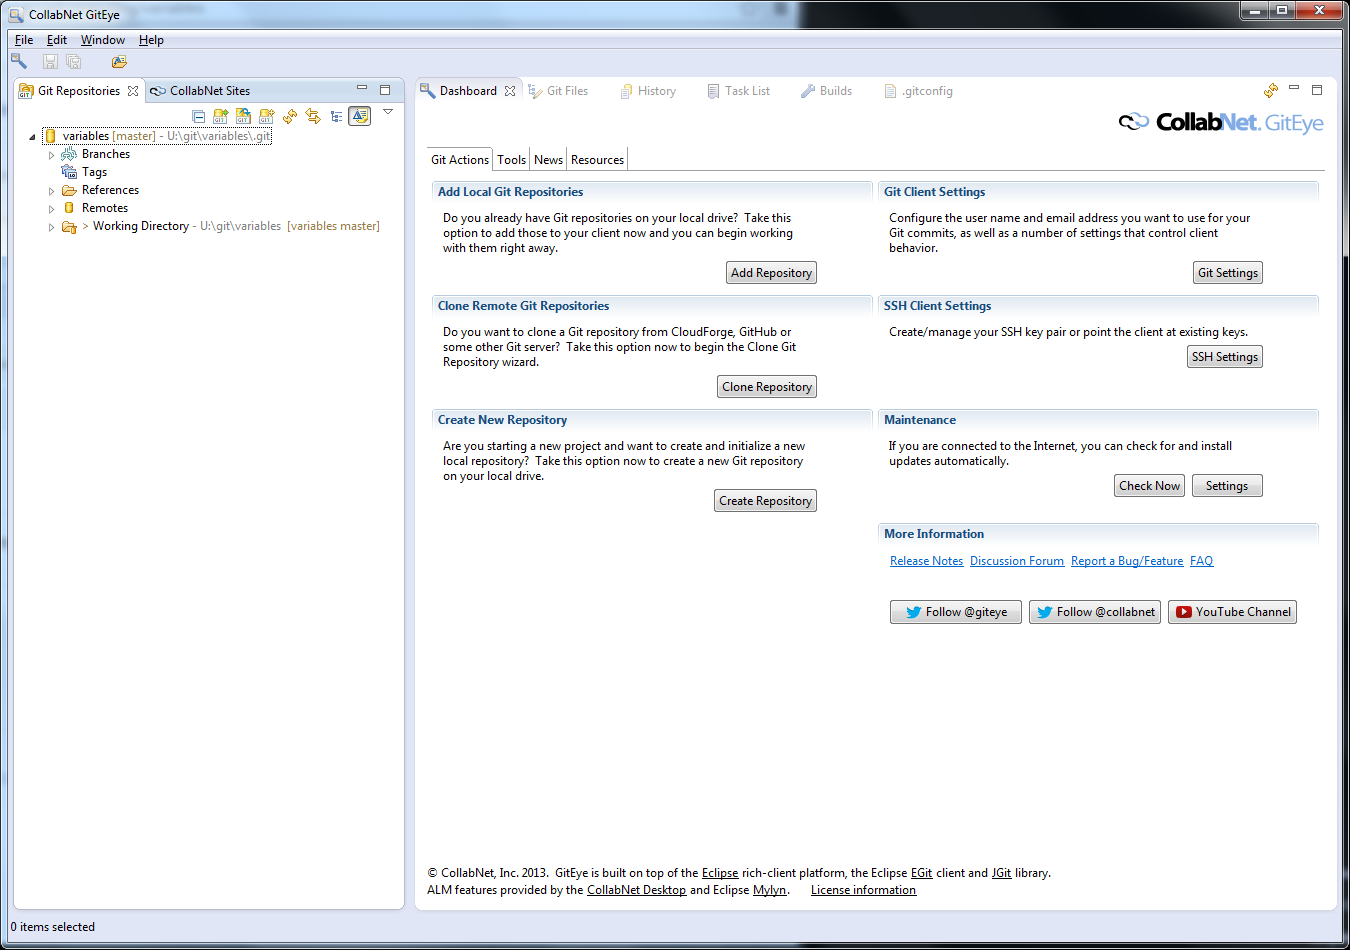 CollabNet GitEye
File Edit Window Help
Git Repositories CollabNet Sites
variables [master] - U:\git\variables\.git
Branches
Tags
References
Remotes
> Working Directory - U:\git\variables [variables master]
Dashboard Git Files History Task List Builds .gitconfig
CollabNet. GitEye
Git Actions Tools News Resources
Add Local Git Repositories
Do you already have Git repositories on your local drive? Take this
option to add those to your client now and you can begin working
with them right away.
Add Repository
Clone Remote Git Repositories
Do you want to clone a Git repository from CloudForge, GitHub or
some other Git server? Take this option now to begin the Clone Git
Repository wizard.
Clone Repository
Create New Repository
Are you starting a new project and want to create and initialize a new
local repository? Take this option now to create a new Git repository
on your local drive.
Create Repository
Git Client Settings
Configure the user name and email address you want to use for your
Git commits, as well as a number of settings that control client
behavior.
Git Settings
SSH Client Settings
Create/manage your SSH key pair or point the client at existing keys.
SSH Settings
Maintenance
If you are connected to the Internet, you can check for and install
updates automatically.
Check Now Settings
More Information
Release Notes Discussion Forum Report a Bug/Feature FAQ
Follow @giteye Follow @collabnet YouTube Channel
© CollabNet, Inc. 2013. GitEye is built on top of the Eclipse rich-client platform, the Eclipse EGit client and JGit library.
ALM features provided by the CollabNet Desktop and Eclipse Mylyn. License information
0 items selected